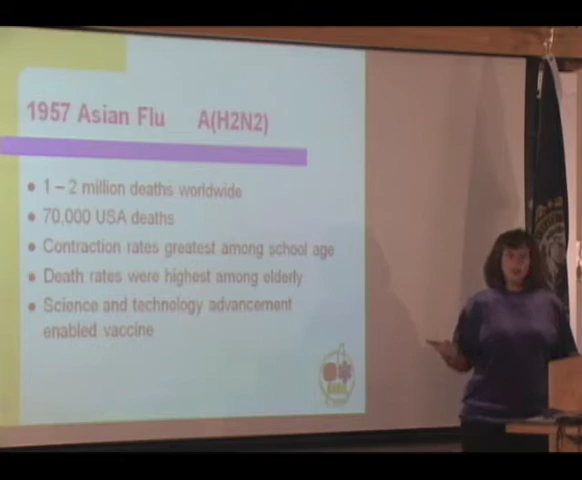 1957 Asian Flu A(H2N2)
1 – 2 million deaths worldwide
70,000 USA deaths
Contraction rates greatest among school age
Death rates were highest among elderly
Science and technology advancement
enabled vaccine